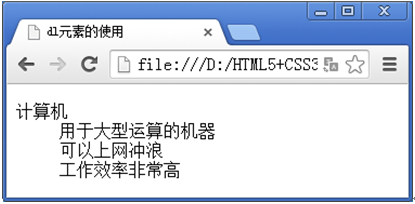 dl元素的使用
file:///D:/HTML5+CSS3
计算机
用于大型运算的机器
可以上网冲浪
工作效率非常高